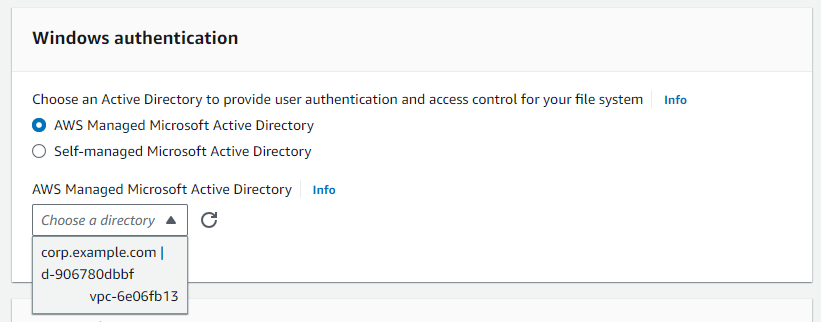 Windows authentication
Choose an Active Directory to provide user authentication and access control for your file system Info
AWS Managed Microsoft Active Directory
Self-managed Microsoft Active Directory
AWS Managed Microsoft Active Directory Info
Choose a directory
corp.example.com |
d-906780dbbf
vpc-6e06fb13